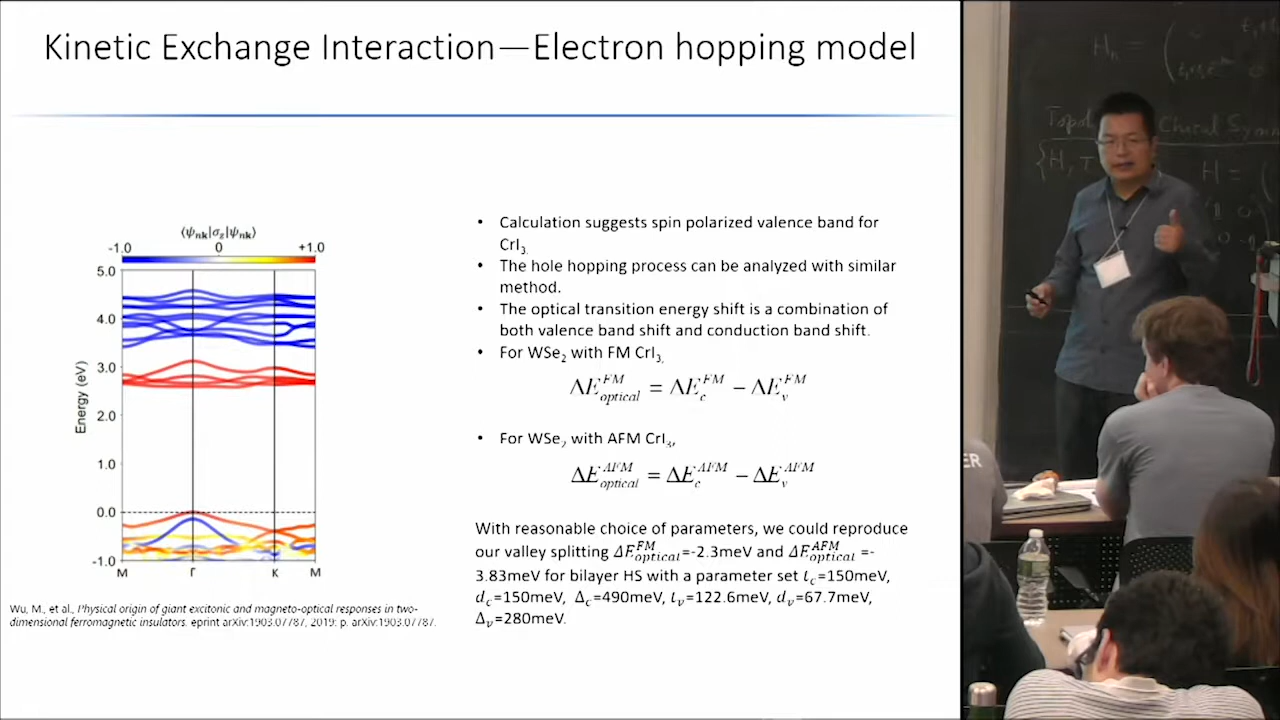 Kinetic Exchange Interaction—Electron hopping model
⟨ψnk|σz|ψnk⟩
-1.0 0 +1.0
5.0
4.0
3.0
2.0
1.0
0.0
-1.0
Energy (eV)
M Γ K M
Wu, M., et al., Physical origin of giant excitonic and magneto-optical responses in two-
dimensional ferromagnetic insulators. eprint arXiv:1903.07787, 2019: p. arXiv:1903.07787.
• Calculation suggests spin polarized valence band for
CrI3.
• The hole hopping process can be analyzed with similar
method.
• The optical transition energy shift is a combination of
both valence band shift and conduction band shift.
• For WSe2 with FM CrI3,
ΔE^FM_optical = ΔE^FM_c − ΔE^FM_v
• For WSe2 with AFM CrI3,
ΔE^AFM_optical = ΔE^AFM_c − ΔE^AFM_v
With reasonable choice of parameters, we could reproduce
our valley splitting ΔE^FM_optical=-2.3meV and ΔE^AFM_optical =-
3.83meV for bilayer HS with a parameter set tc=150meV,
dc=150meV, Δc=490meV, tv=122.6meV, dv=67.7meV,
Δv=280meV.
ER